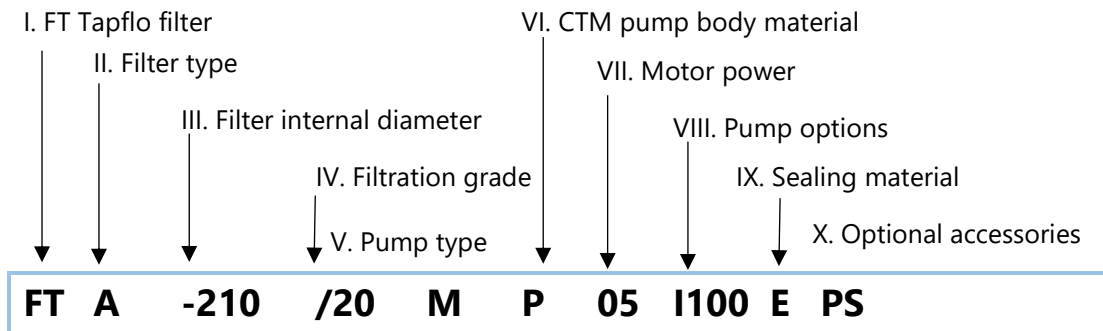 I. FT Tapflo filter
VI. CTM pump body material
II. Filter type
VII. Motor power
III. Filter internal diameter
VIII. Pump options
IV. Filtration grade
IX. Sealing material
V. Pump type
X. Optional accessories
FT A -210 /20 M P 05 I100 E PS